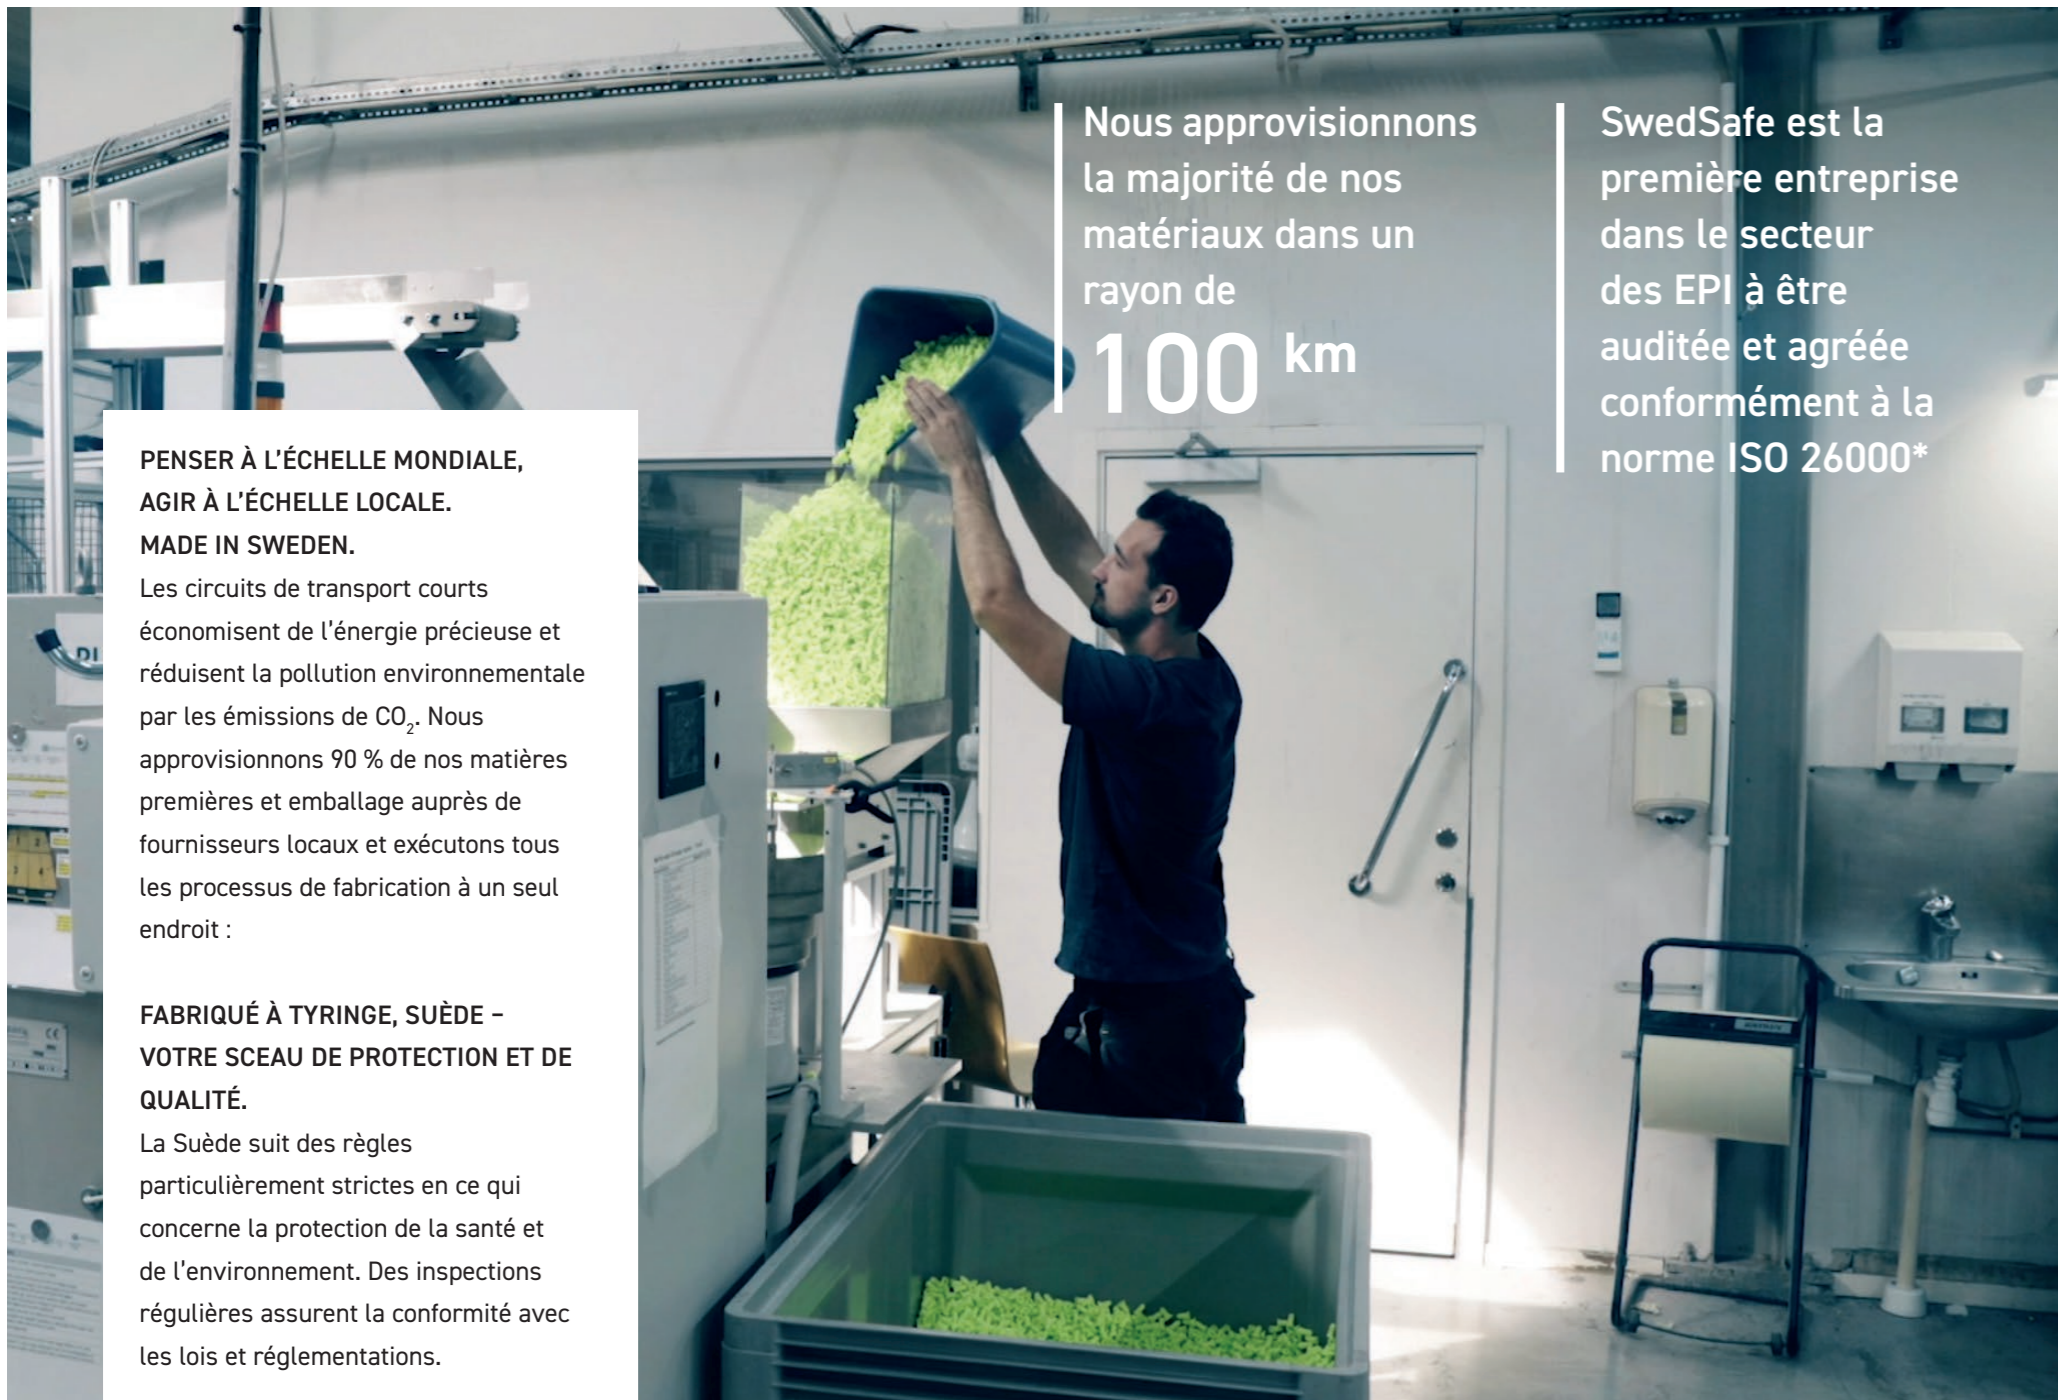 Nous approvisionnons
la majorité de nos
matériaux dans un
rayon de
100 km
SwedSafe est la
première entreprise
dans le secteur
des EPI à être
auditée et agréée
conformément à la
norme ISO 26000*
PENSER À L'ÉCHELLE MONDIALE,
AGIR À L'ÉCHELLE LOCALE.
MADE IN SWEDEN.
Les circuits de transport courts
économisent de l'énergie précieuse et
réduisent la pollution environnementale
par les émissions de CO₂. Nous
approvisionnons 90 % de nos matières
premières et emballage auprès de
fournisseurs locaux et exécutons tous
les processus de fabrication à un seul
endroit :
FABRIQUÉ À TYRINGE, SUÈDE –
VOTRE SCEAU DE PROTECTION ET DE
QUALITÉ.
La Suède suit des règles
particulièrement strictes en ce qui
concerne la protection de la santé et
de l'environnement. Des inspections
régulières assurent la conformité avec
les lois et réglementations.